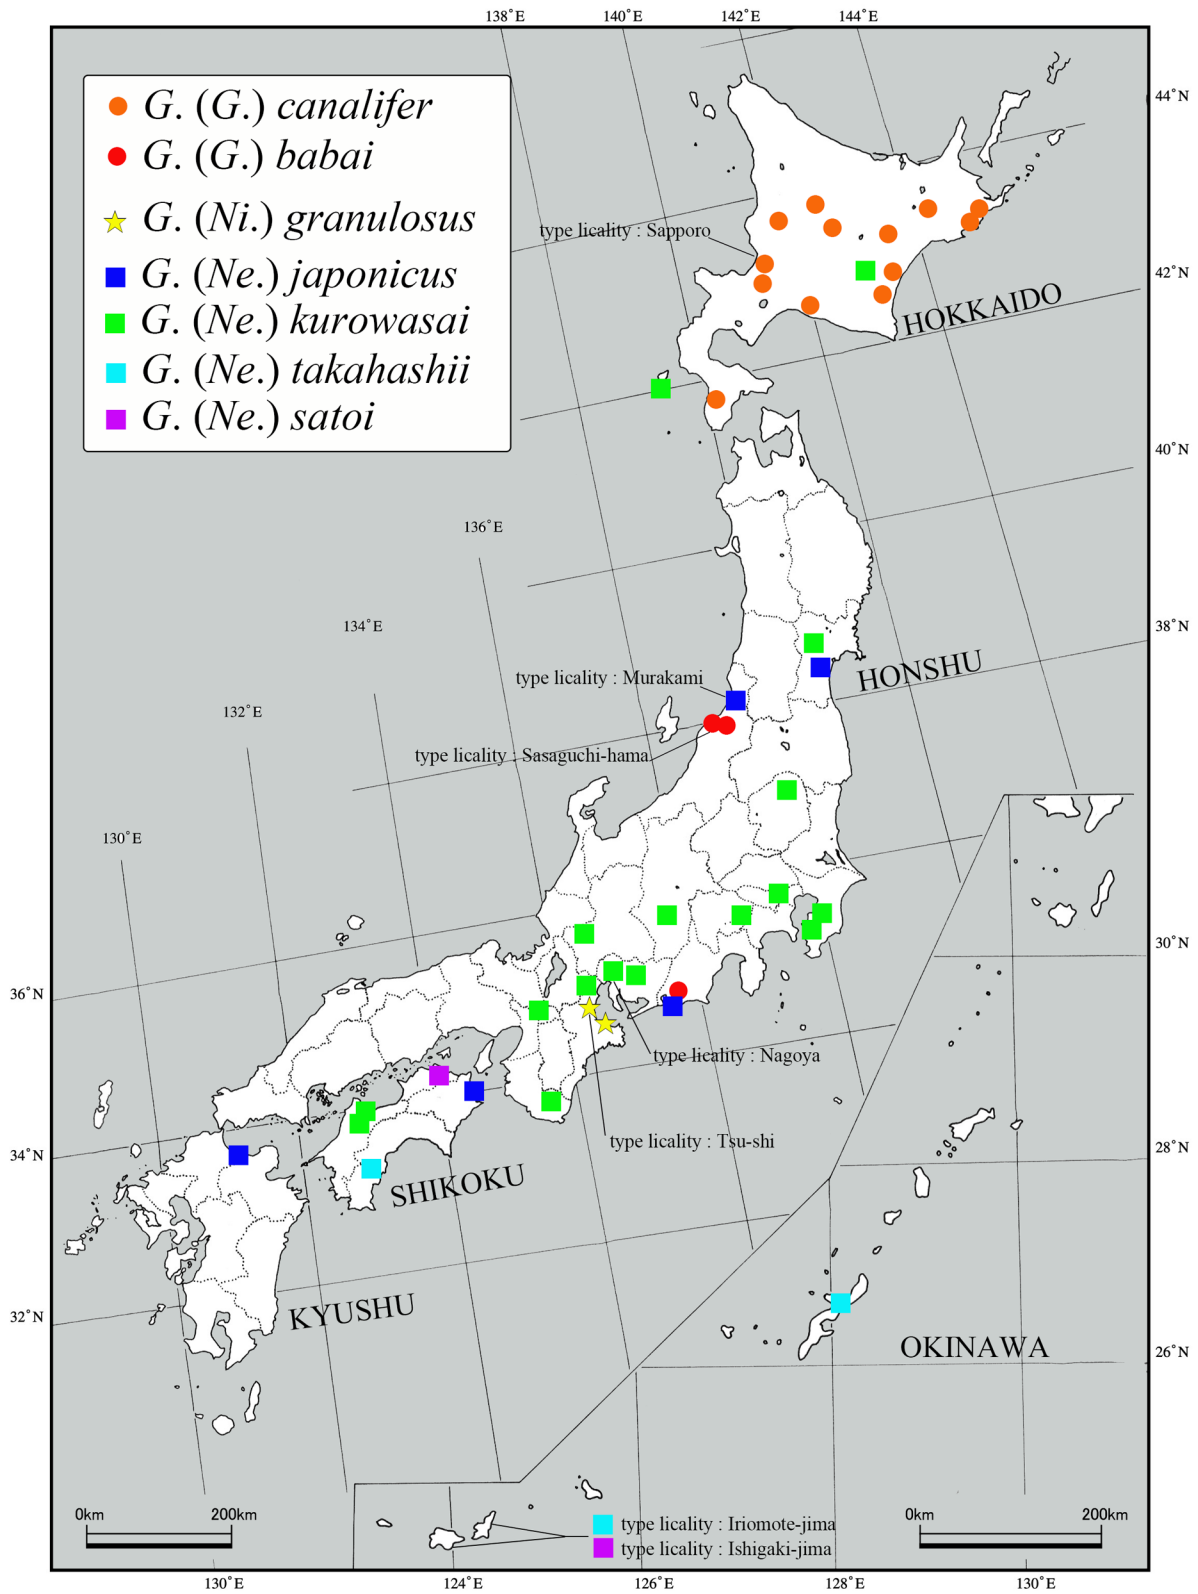 138˚E 140˚E 142˚E 144˚E
G. (G.) canalifer
G. (G.) babai
G. (Ni.) granulosus
G. (Ne.) japonicus
G. (Ne.) kurowasai
G. (Ne.) takahashii
G. (Ne.) satoi
44˚N
type licality : Sapporo
42˚N
HOKKAIDO
40˚N
136˚E
134˚E
38˚N
HONSHU
type licality : Murakami
132˚E
type licality : Sasaguchi-hama
130˚E
30˚N
36˚N
type licality : Nagoya
type licality : Tsu-shi
28˚N
34˚N
SHIKOKU
KYUSHU
32˚N
OKINAWA
26˚N
0km 200km
0km 200km
type licality : Iriomote-jima
type licality : Ishigaki-jima
130˚E 124˚E 126˚E 128˚E 130˚E